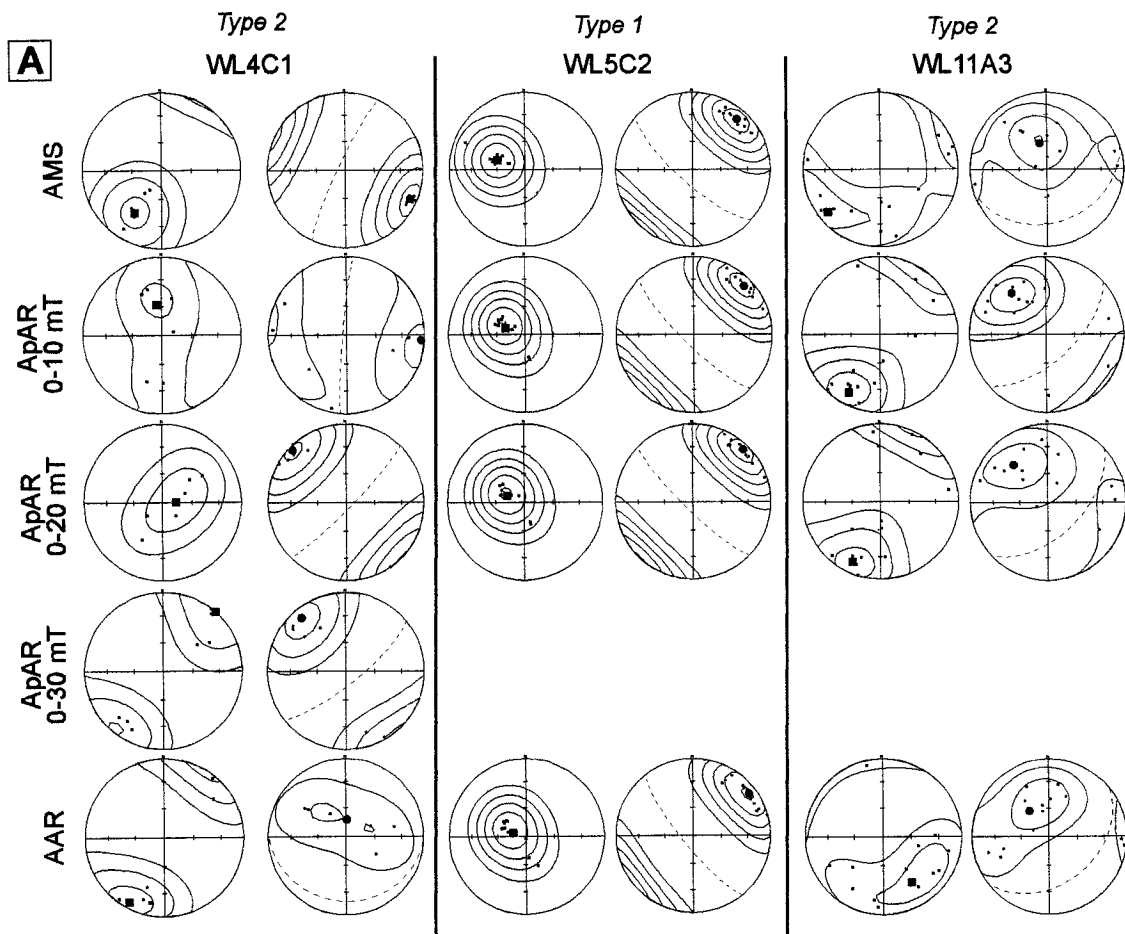 A
Type 2
WL4C1
Type 1
WL5C2
Type 2
WL11A3
AMS
ApAR
0-10 mT
ApAR
0-20 mT
ApAR
0-30 mT
AAR